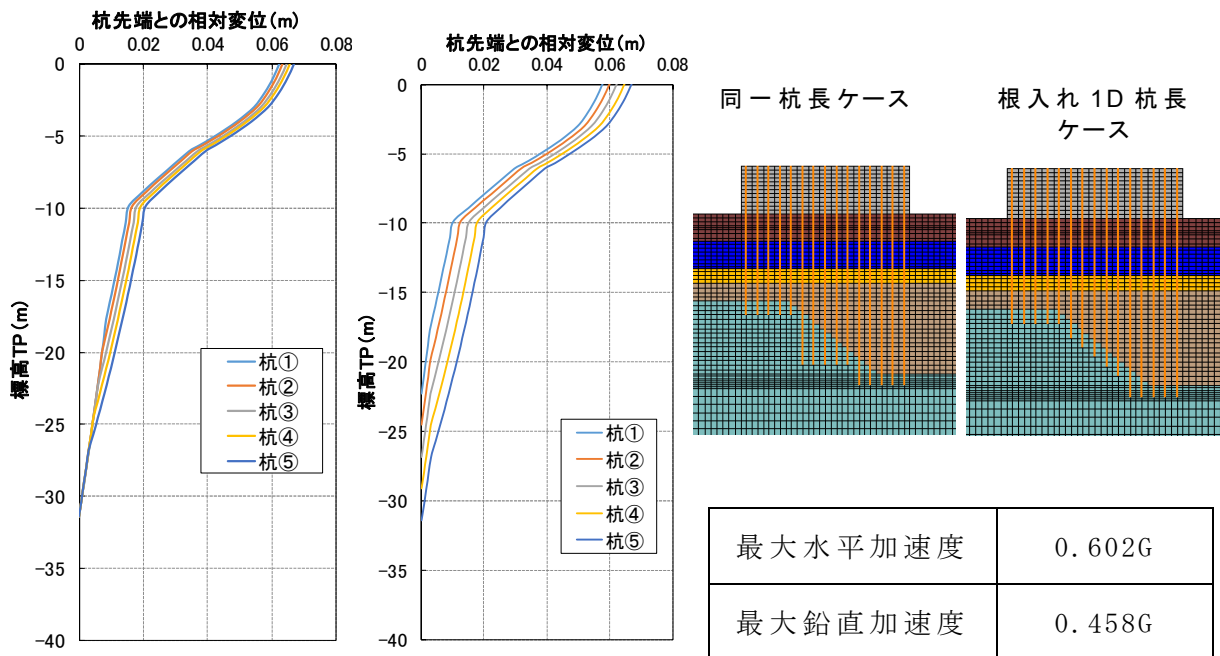 杭先端との相対変位(m)
0 0.02 0.04 0.06 0.08
0
-5
-10
-15
-20
-25
-30
-35
-40
標高TP(m)
杭①
杭②
杭③
杭④
杭⑤
杭先端との相対変位(m)
0 0.02 0.04 0.06 0.08
0
-5
-10
-15
-20
-25
-30
-35
-40
標高TP(m)
杭①
杭②
杭③
杭④
杭⑤
同一杭長ケース
根入れ 1D 杭長
ケース
最大水平加速度 0.602G
最大鉛直加速度 0.458G